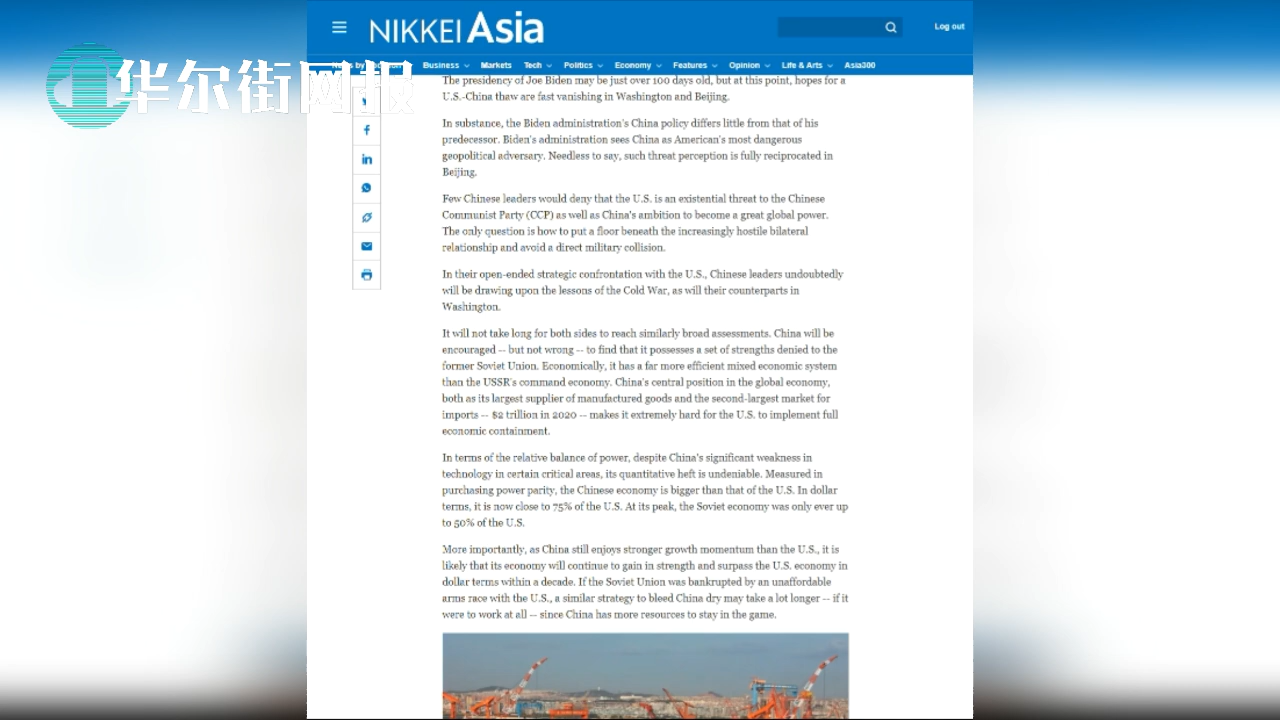 NIKKEI Asia
Log out
Business
Markets
Tech
Politics
Economy
Features
Opinion
Life & Arts
Asia300
华尔街网报
The presidency of Joe Biden may be just over 100 days old, but at this point, hopes for a
U.S.-China thaw are fast vanishing in Washington and Beijing.
In substance, the Biden administration's China policy differs little from that of his
predecessor. Biden's administration sees China as American's most dangerous
geopolitical adversary. Needless to say, such threat perception is fully reciprocated in
Beijing.
Few Chinese leaders would deny that the U.S. is an existential threat to the Chinese
Communist Party (CCP) as well as China's ambition to become a great global power.
The only question is how to put a floor beneath the increasingly hostile bilateral
relationship and avoid a direct military collision.
In their open-ended strategic confrontation with the U.S., Chinese leaders undoubtedly
will be drawing upon the lessons of the Cold War, as will their counterparts in
Washington.
It will not take long for both sides to reach similarly broad assessments. China will be
encouraged -- but not wrong -- to find that it possesses a set of strengths denied to the
former Soviet Union. Economically, it has a far more efficient mixed economic system
than the USSR's command economy. China's central position in the global economy,
both as its largest supplier of manufactured goods and the second-largest market for
imports -- $2 trillion in 2020 -- makes it extremely hard for the U.S. to implement full
economic containment.
In terms of the relative balance of power, despite China's significant weakness in
technology in certain critical areas, its quantitative heft is undeniable. Measured in
purchasing power parity, the Chinese economy is bigger than that of the U.S. In dollar
terms, it is now close to 75% of the U.S. At its peak, the Soviet economy was only ever up
to 50% of the U.S.
More importantly, as China still enjoys stronger growth momentum than the U.S., it is
likely that its economy will continue to gain in strength and surpass the U.S. economy in
dollar terms within a decade. If the Soviet Union was bankrupted by an unaffordable
arms race with the U.S., a similar strategy to bleed China dry may take a lot longer -- if it
were to work at all -- since China has more resources to stay in the game.